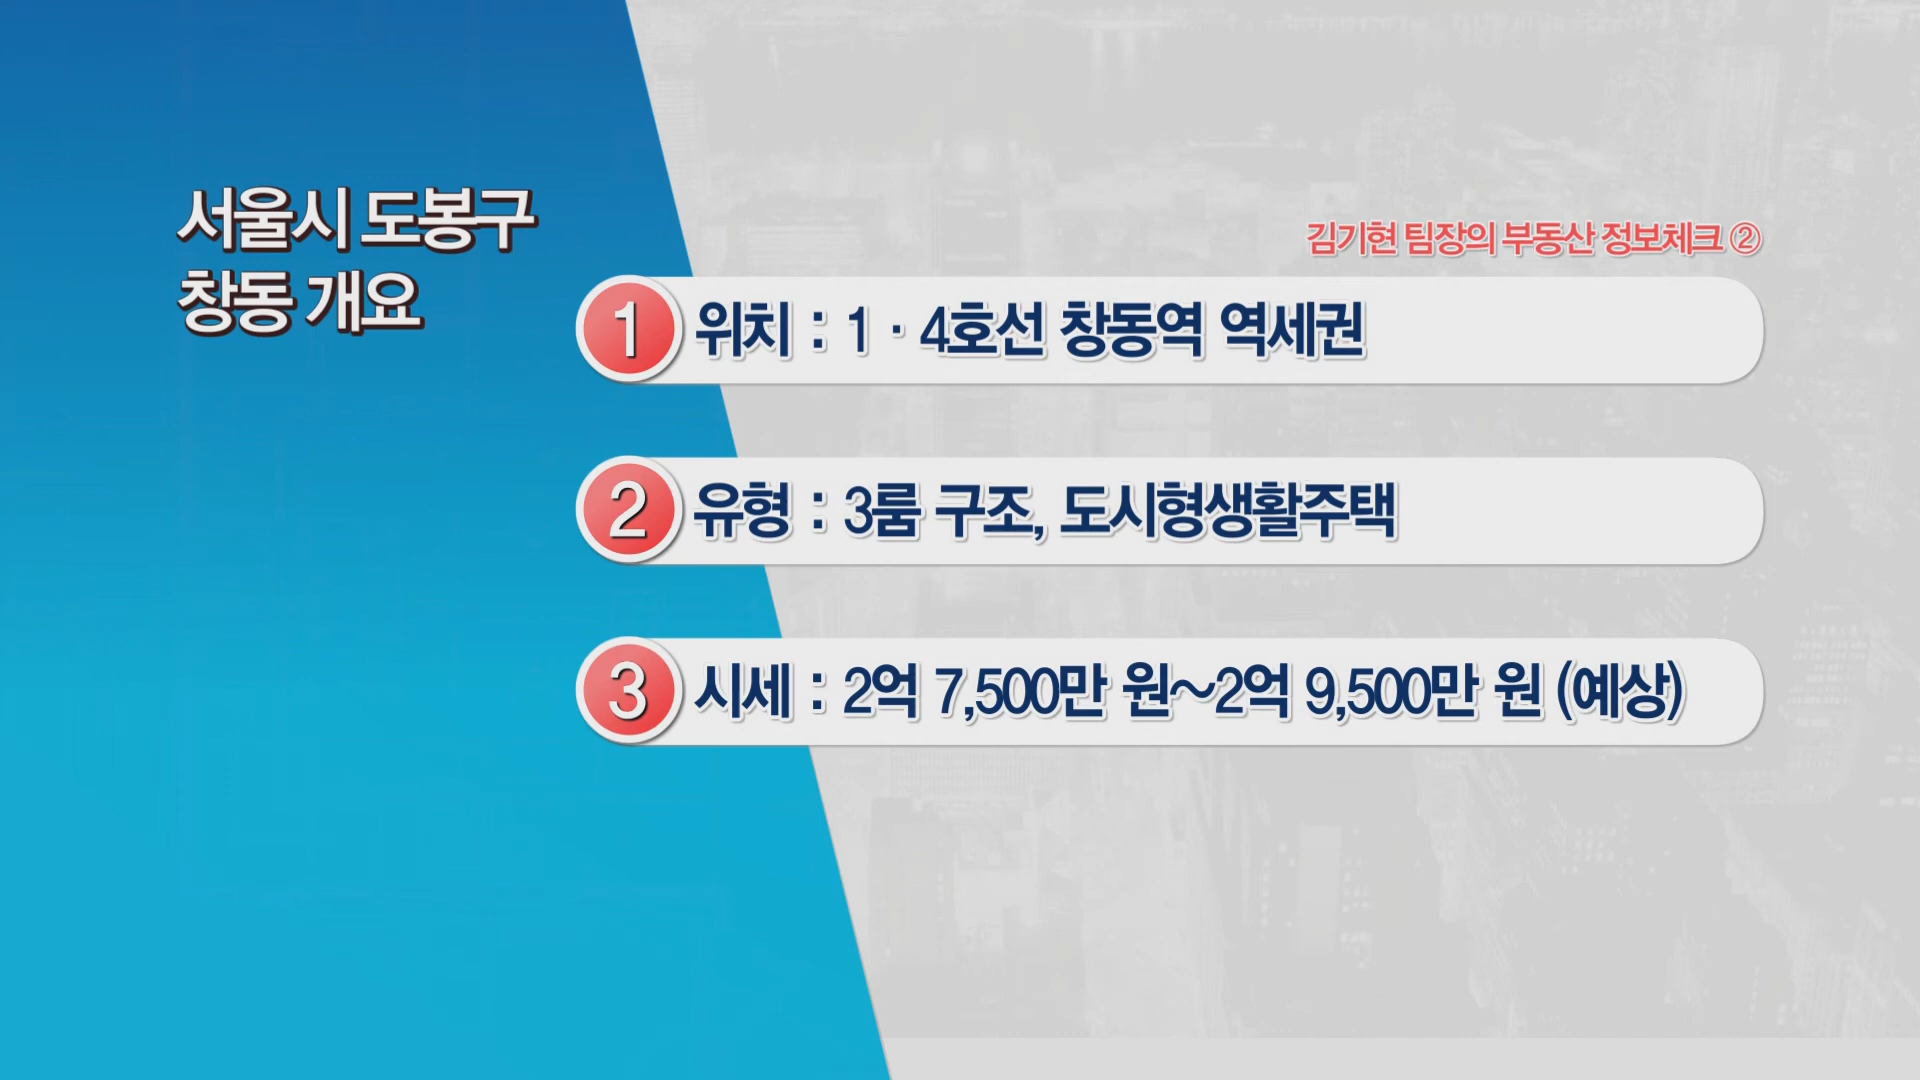 서울시 도봉구
창동 개요
김기현 팀장의 부동산 정보체크 ②
1 위치 : 1 · 4호선 창동역 역세권
2 유형 : 3룸 구조, 도시형생활주택
3 시세 : 2억 7,500만 원~2억 9,500만 원 (예상)